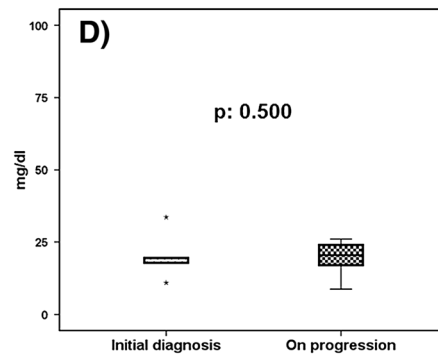 D)
100
75
50
25
0
mg/dl
p: 0.500
Initial diagnosis
On progression